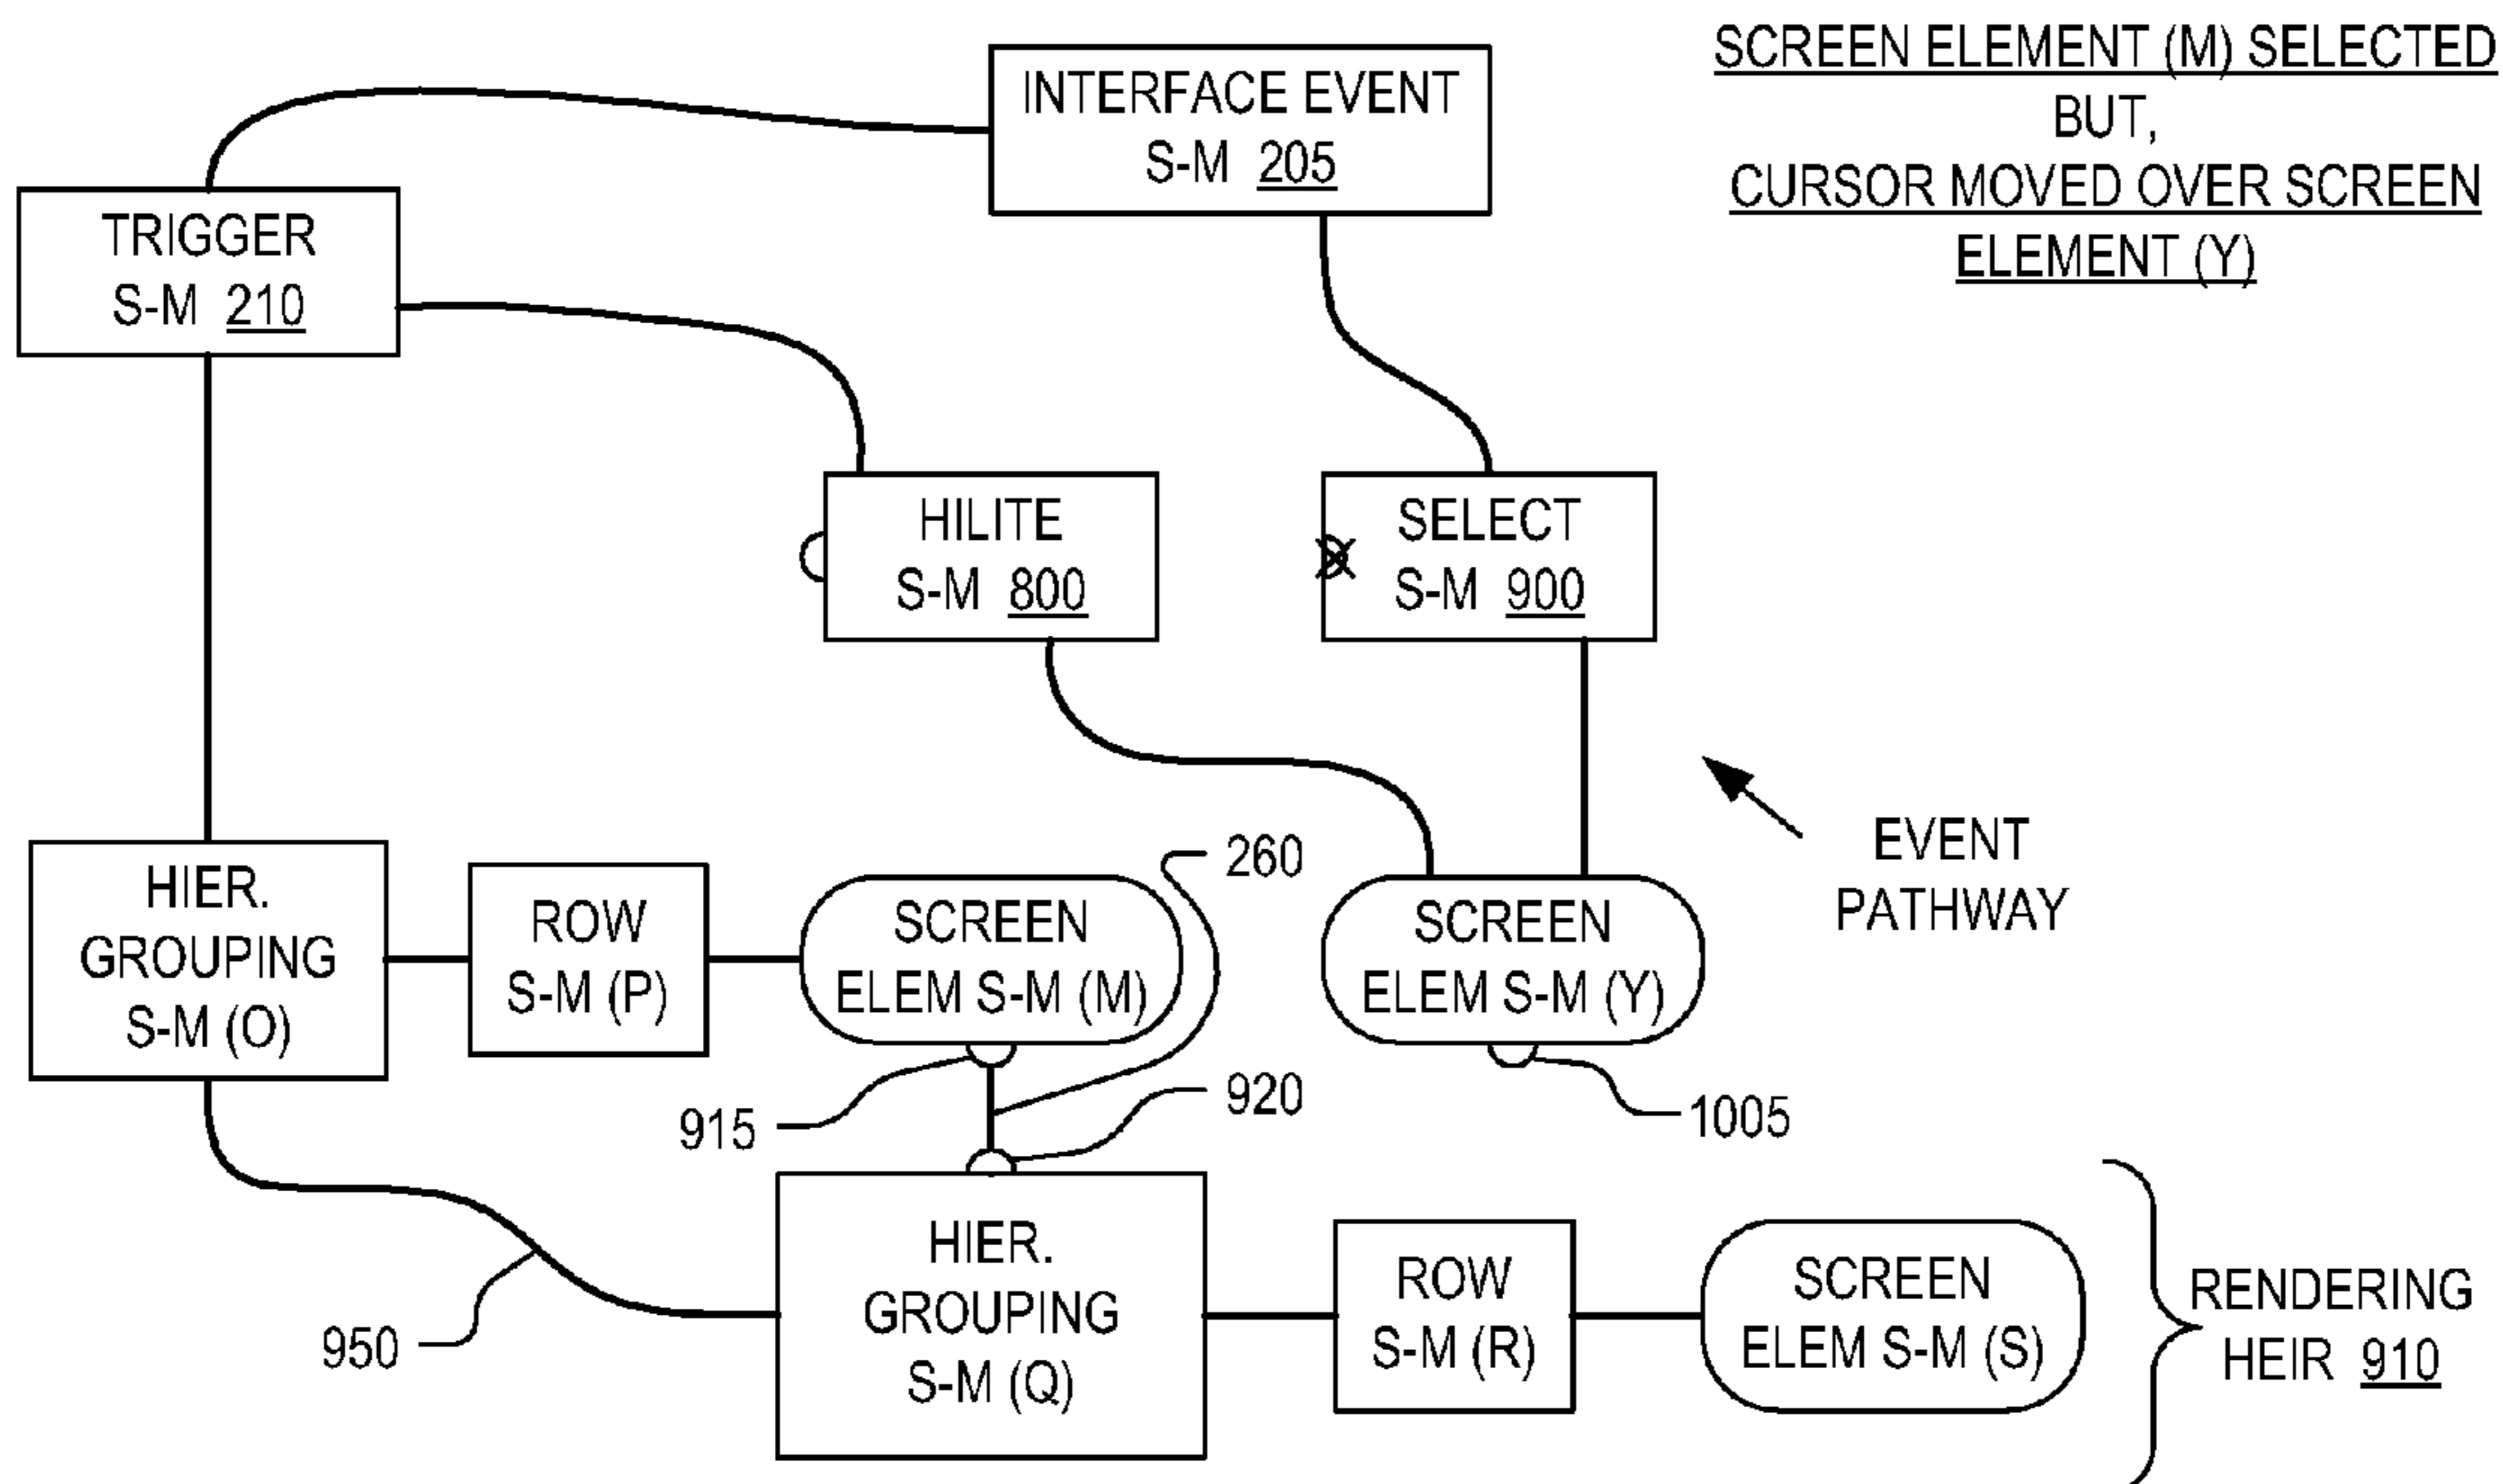 SCREEN ELEMENT (M) SELECTED
BUT,
CURSOR MOVED OVER SCREEN
ELEMENT (Y)
INTERFACE EVENT
S-M 205
TRIGGER
S-M 210
HILITE
S-M 800
SELECT
S-M 900
EVENT
PATHWAY
HIER.
GROUPING
S-M (O)
ROW
S-M (P)
SCREEN
ELEM S-M (M)
260
SCREEN
ELEM S-M (Y)
915
920
1005
950
HIER.
GROUPING
S-M (Q)
ROW
S-M (R)
SCREEN
ELEM S-M (S)
RENDERING
HEIR 910